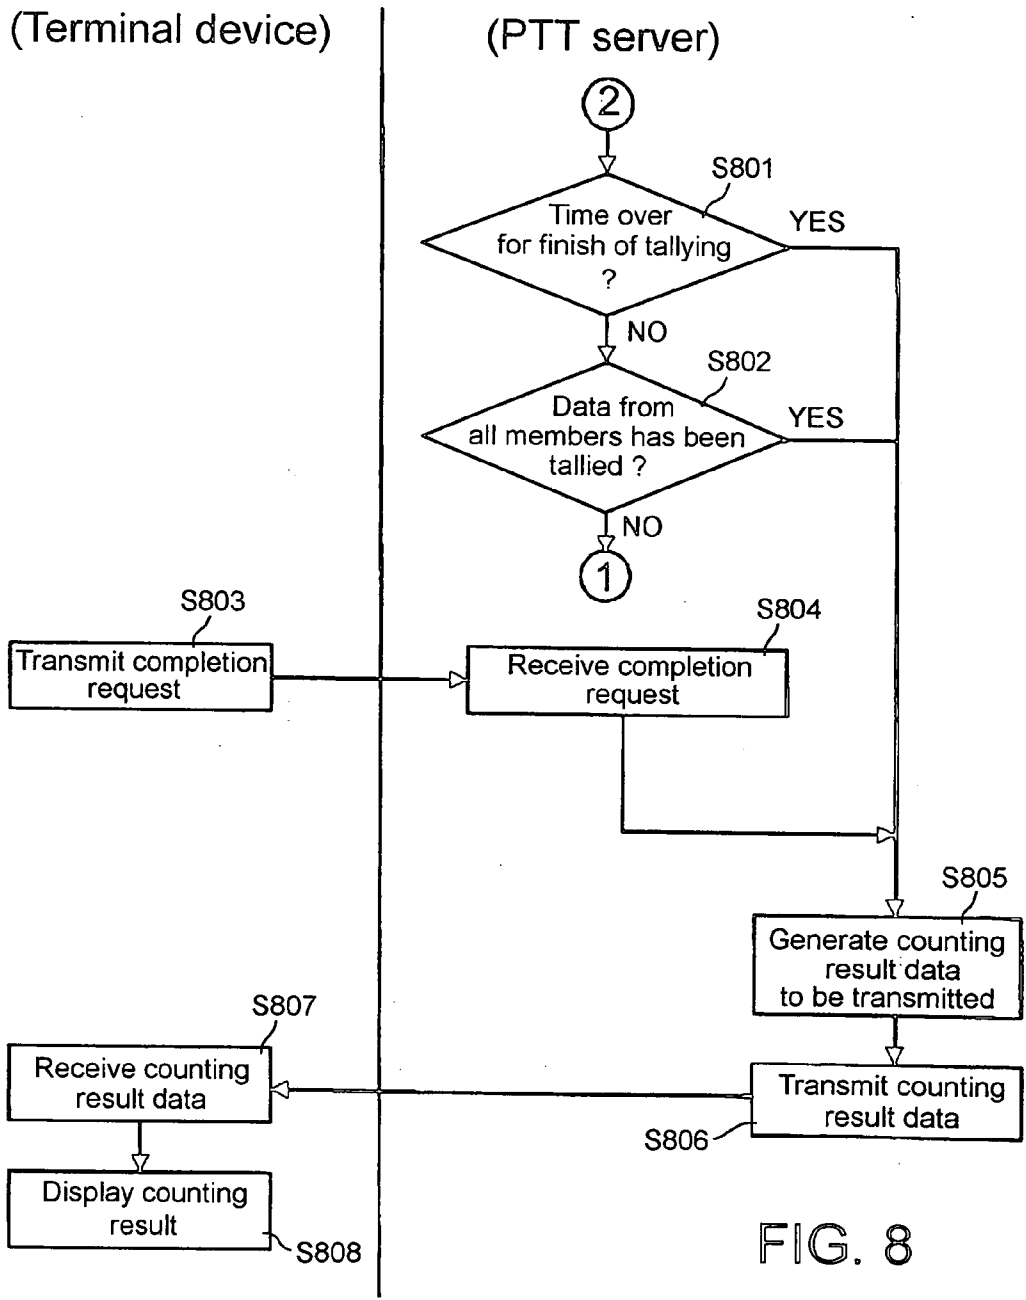 (Terminal device)
(PTT server)
2
S801
Time over
for finish of tallying
?
YES
NO
S802
Data from
all members has been
tallied ?
YES
NO
1
S803
Transmit completion
request
S804
Receive completion
request
S805
Generate counting
result data
to be transmitted
S807
Receive counting
result data
Transmit counting
result data
S806
Display counting
result
S808
FIG. 8